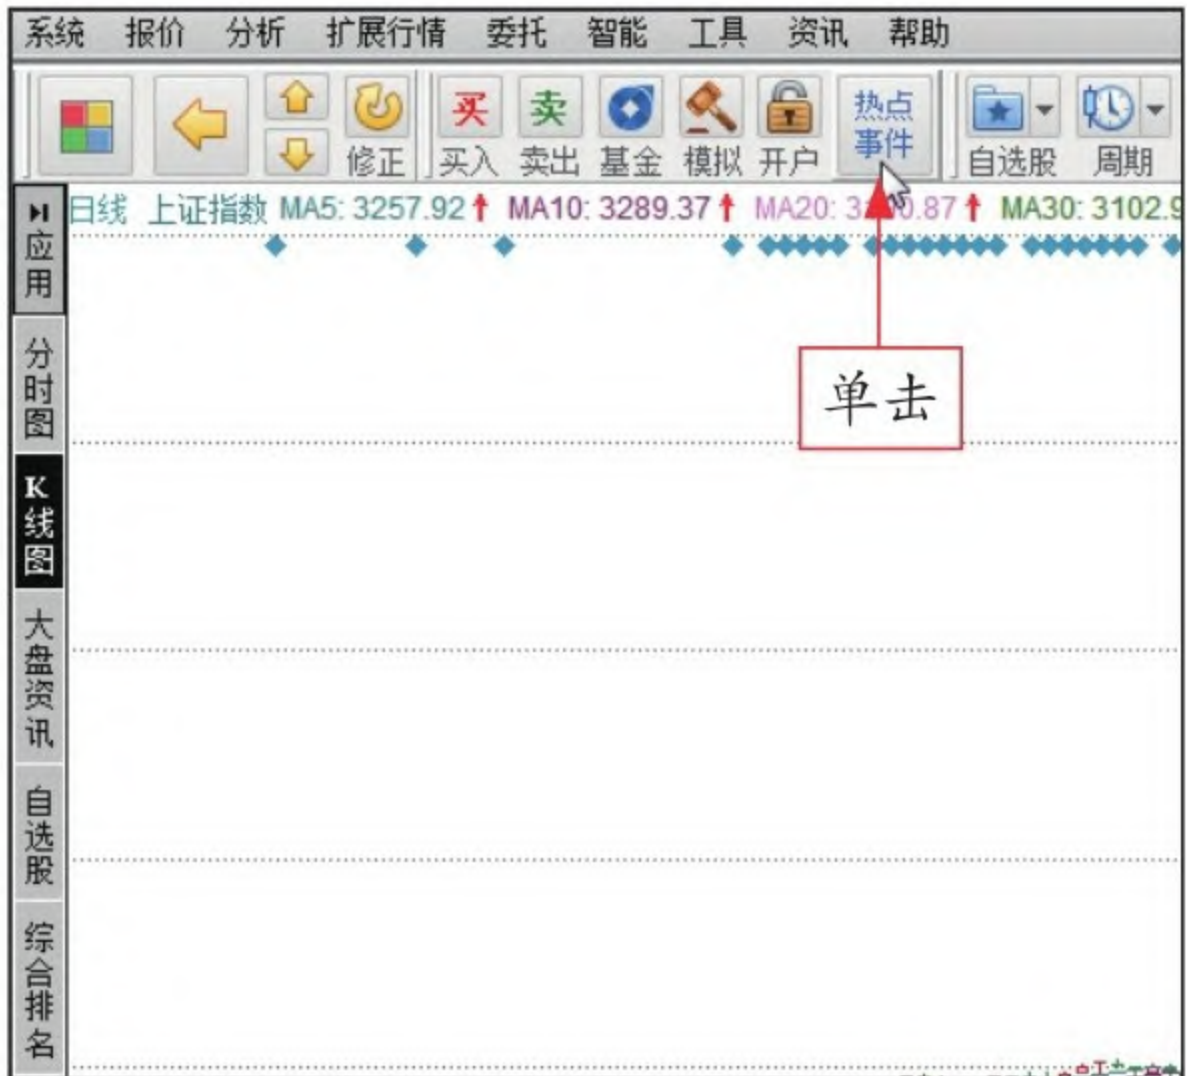 系统 报价 分析 扩展行情 委托 智能 工具 资讯 帮助
买 卖 热点
事件
修正 买入 卖出 基金 模拟 开户 自选股 周期
日线 上证指数 MA5: 3257.92 MA10: 3289.37 MA20: 3 0.87 MA30: 3102.9
单击
应用
分时图
K线图
大盘资讯
自选股
综合排名